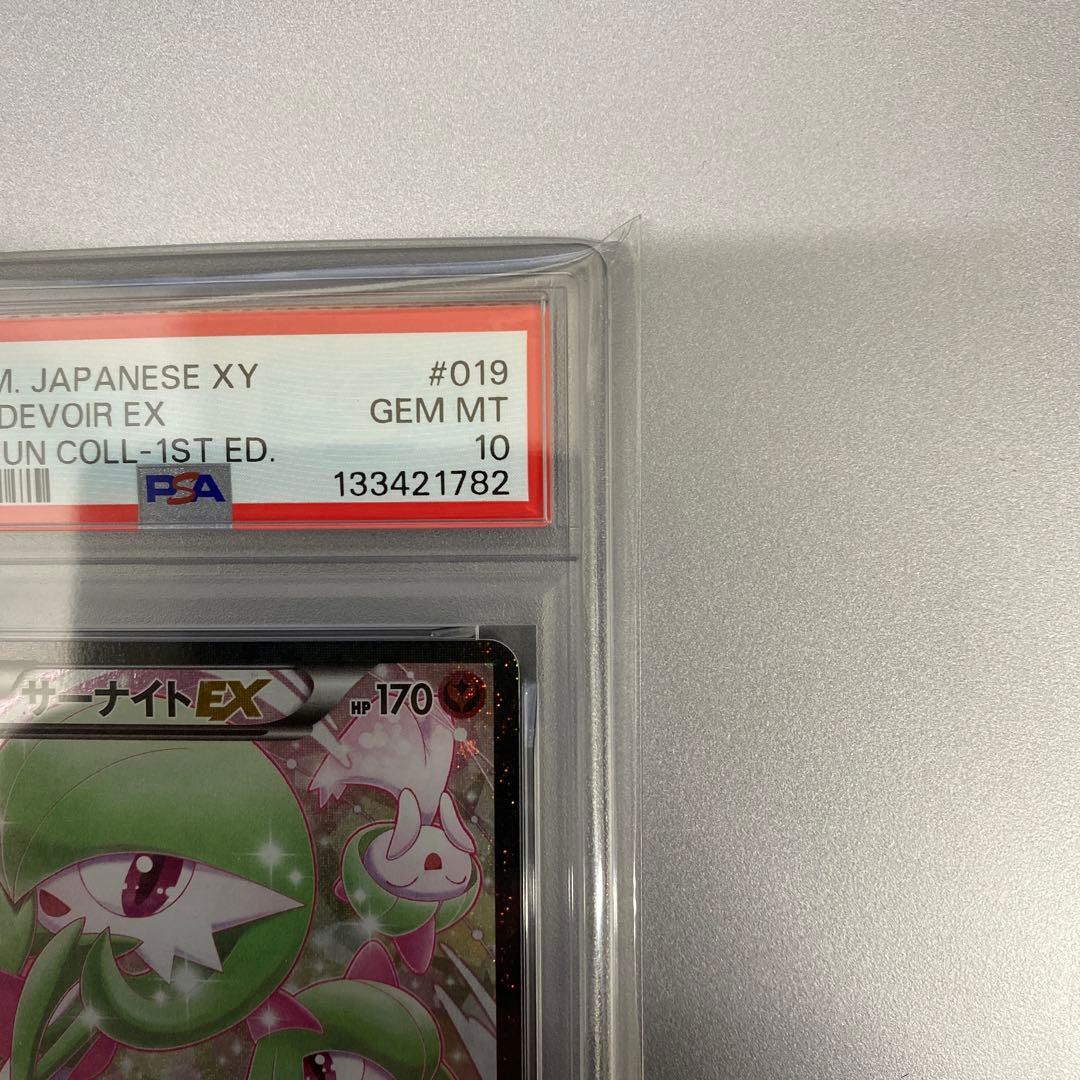 M. JAPANESE XY #019
DEVOIR EX GEM MT
UN COLL-1ST ED. 10
PSA 133421782
サーナイトEX HP170